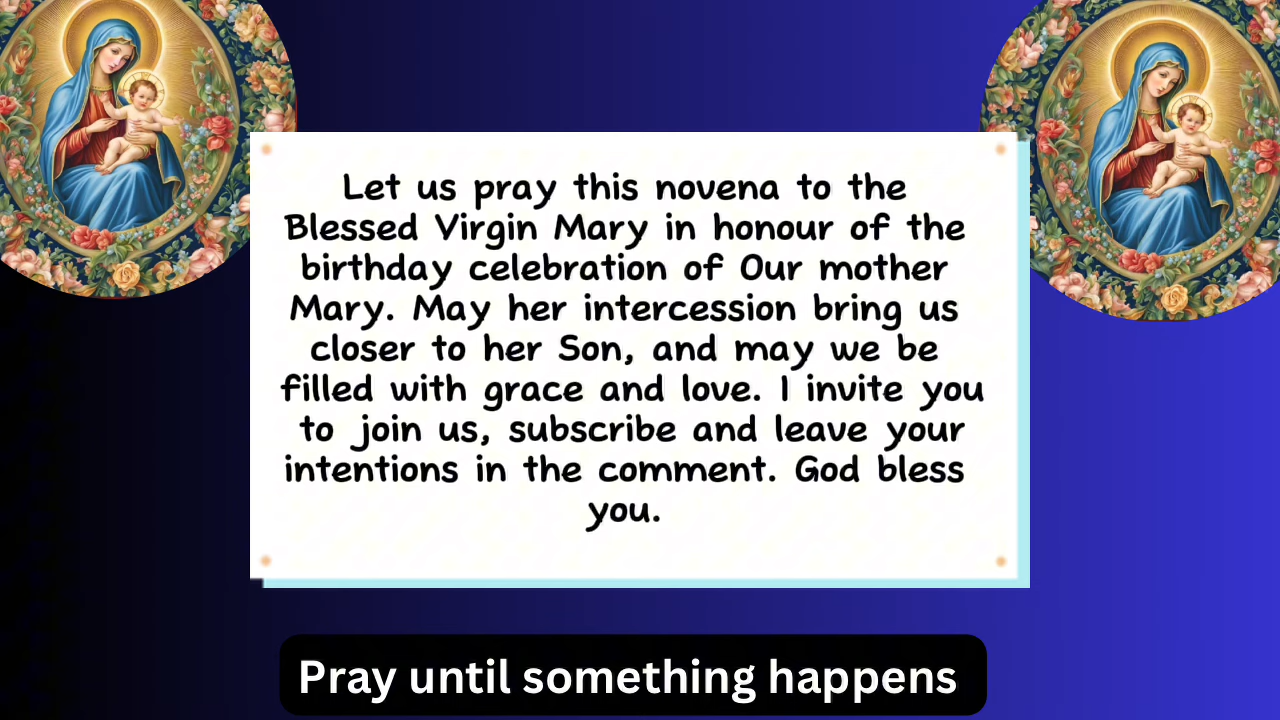 Let us pray this novena to the
Blessed Virgin Mary in honour of the
birthday celebration of Our mother
Mary. May her intercession bring us
closer to her Son, and may we be
filled with grace and love. I invite you
to join us, subscribe and leave your
intentions in the comment. God bless
you.
Pray until something happens